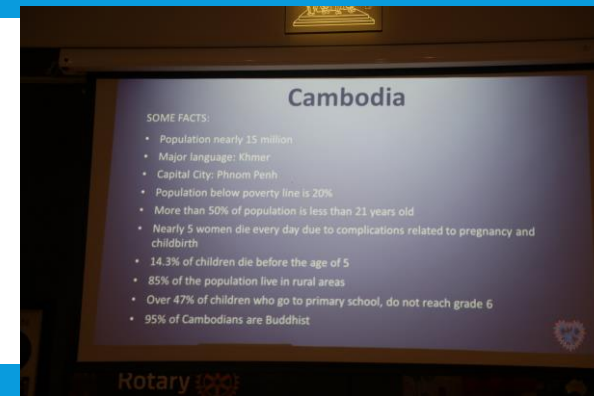 Cambodia
SOME FACTS:
• Population nearly 15 million
• Major language: Khmer
• Capital City: Phnom Penh
• Population below poverty line is 20%
• More than 50% of population is less than 21 years old
• Nearly 5 women die every day due to complications related to pregnancy and
childbirth
• 14.3% of children die before the age of 5
• 85% of the population live in rural areas
• Over 47% of children who go to primary school, do not reach grade 6
• 95% of Cambodians are Buddhist
Rotary